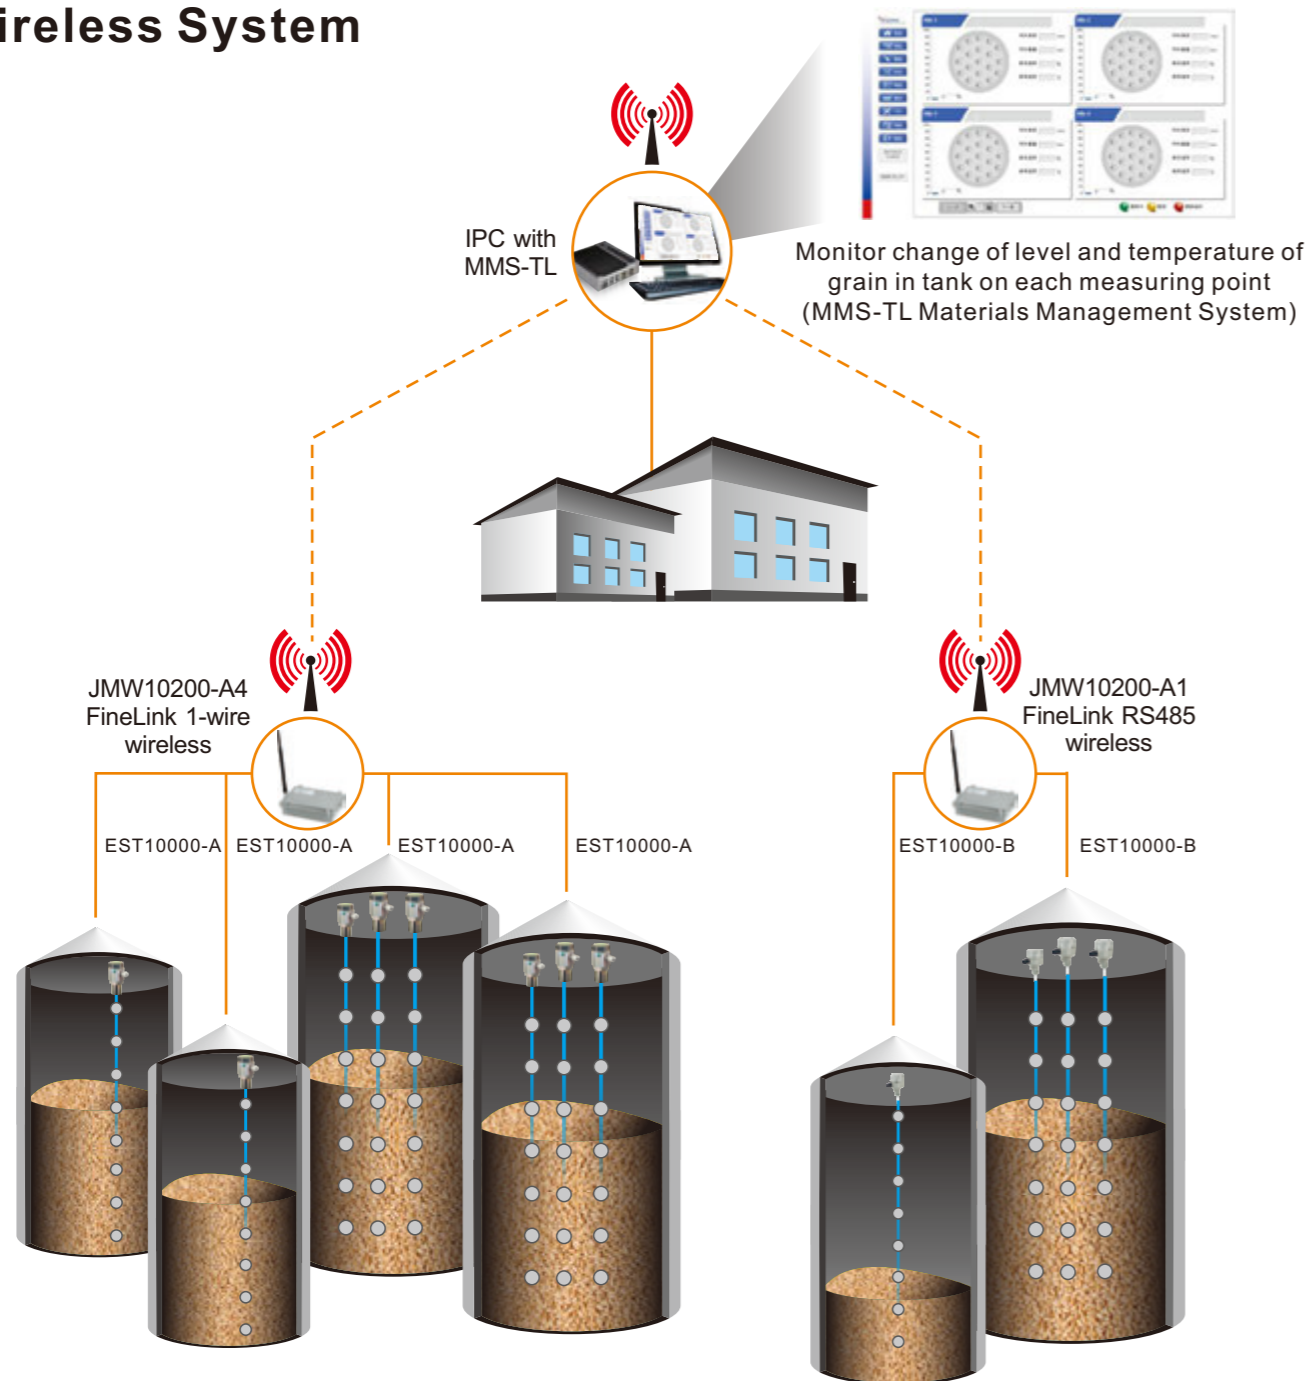 ireless System
IPC with
MMS-TL
Monitor change of level and temperature of
grain in tank on each measuring point
(MMS-TL Materials Management System)
JMW10200-A4
FineLink 1-wire
wireless
JMW10200-A1
FineLink RS485
wireless
EST10000-A
EST10000-A
EST10000-A
EST10000-A
EST10000-B
EST10000-B